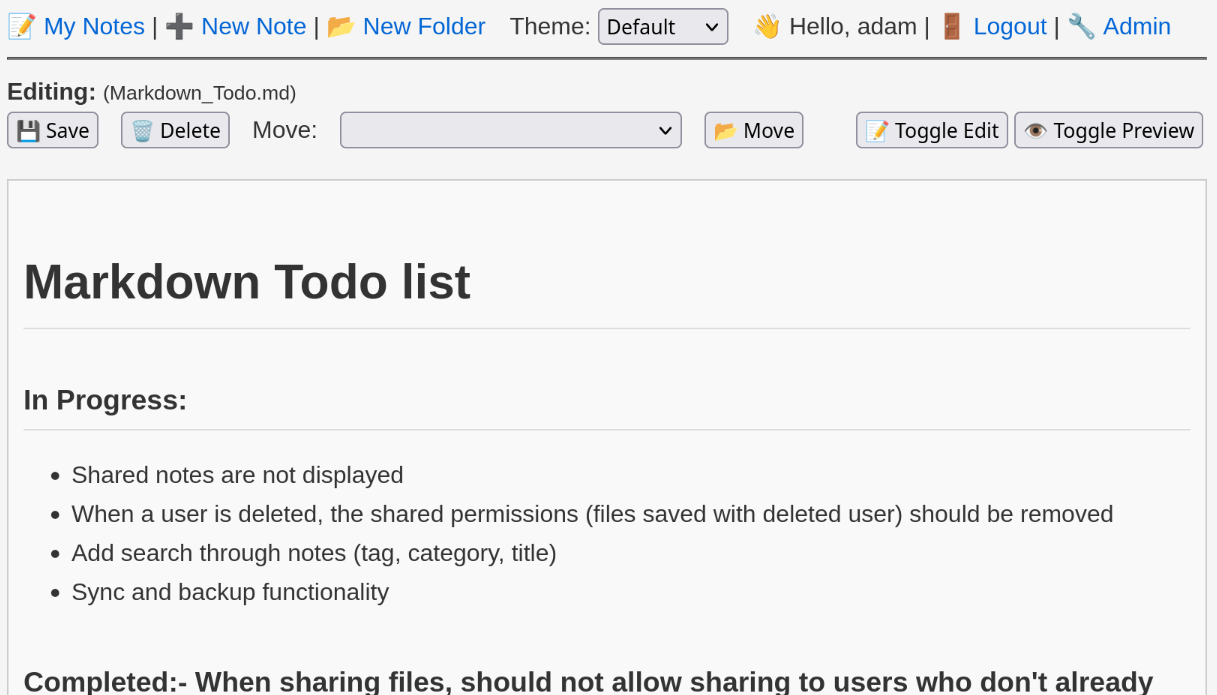 📝 My Notes | ➕ New Note | 📂 New Folder Theme: Default 👋 Hello, adam | 🚪 Logout | 🔧 Admin
Editing: (Markdown_Todo.md)
💾 Save 🗑️ Delete Move: 📂 Move 📝 Toggle Edit 👁️ Toggle Preview
Markdown Todo list
In Progress:
• Shared notes are not displayed
• When a user is deleted, the shared permissions (files saved with deleted user) should be removed
• Add search through notes (tag, category, title)
• Sync and backup functionality
Completed:- When sharing files, should not allow sharing to users who don't already